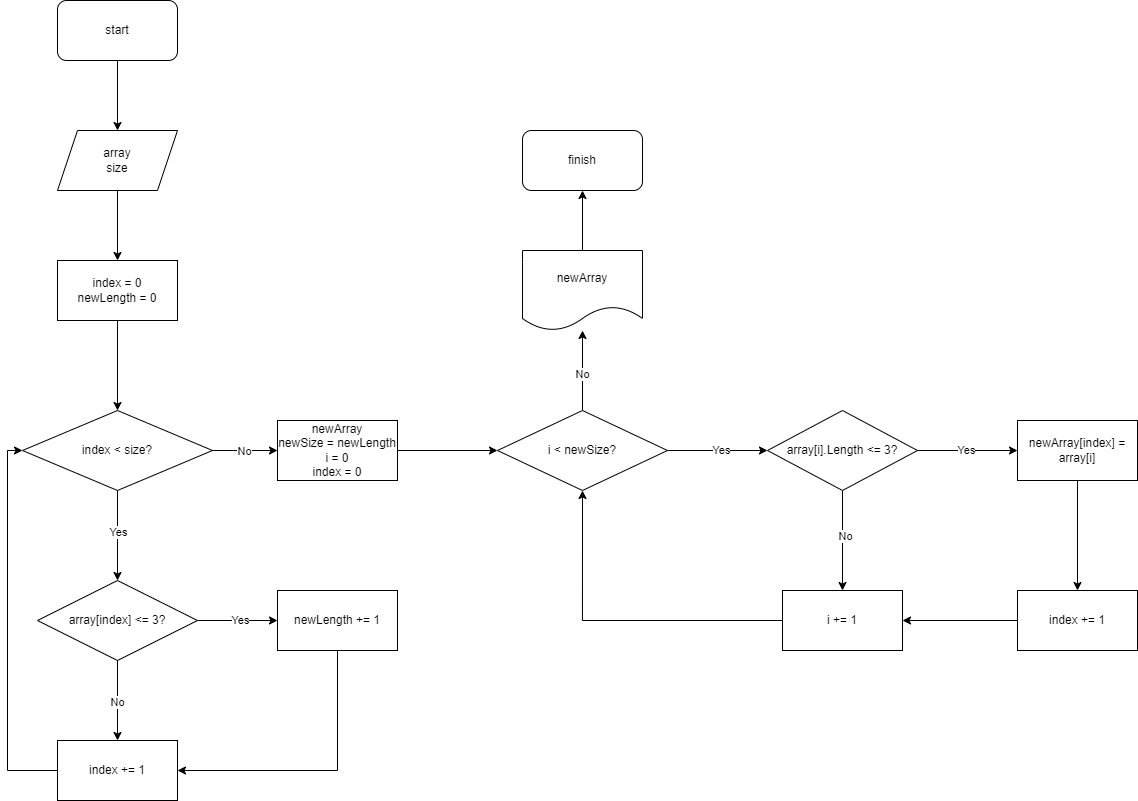 start
array
size
index = 0
newLength = 0
index < size?
No
newArray
newSize = newLength
i = 0
index = 0
Yes
array[index] <= 3?
Yes
newLength += 1
No
index += 1
finish
newArray
No
i < newSize?
Yes
array[i].Length <= 3?
Yes
newArray[index] =
array[i]
No
i += 1
index += 1